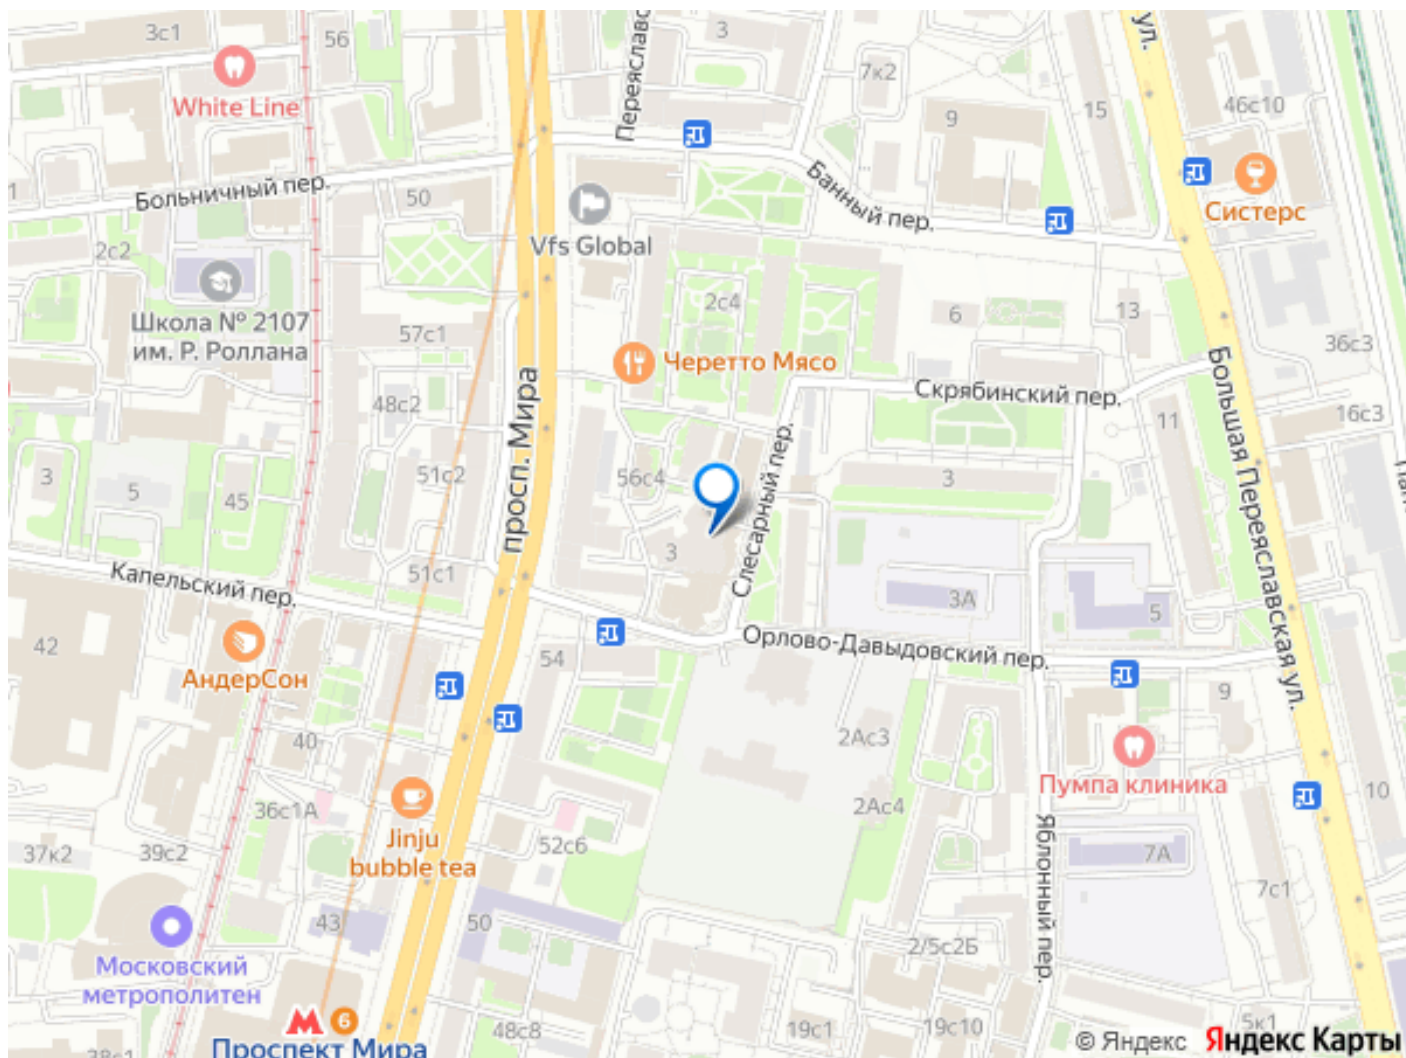 3с1
56
White Line
Переяславс
3
7к2
ул.
46с10
15
9
Больничный пер.
50
Банный пер.
Систерс
Vfs Global
2с2
Школа № 2107
им. Р. Роллана
57с1
2с4
6
13
36с3
Черетто Мясо
Скрябинский пер.
48с2
просп. Мира
11
16с3
Большая Переяславская ул.
3
5
45
51с2
56с4
3
Слесарный пер.
3
Капельский пер.
51с1
3А
5
42
АндерСон
54
Орлово-Давыдовский пер.
9
40
2Ас3
Пумпа клиника
36с1А
2Ас4
10
Jinju
bubble tea
37к2
39с2
52с6
Яблонный пер.
7А
7с1
43
50
2/5с2Б
Московский
метрополитен
6
Проспект Мира
48с8
19с1
19с10
5к1
38с1
© Яндекс Яндекс Карты